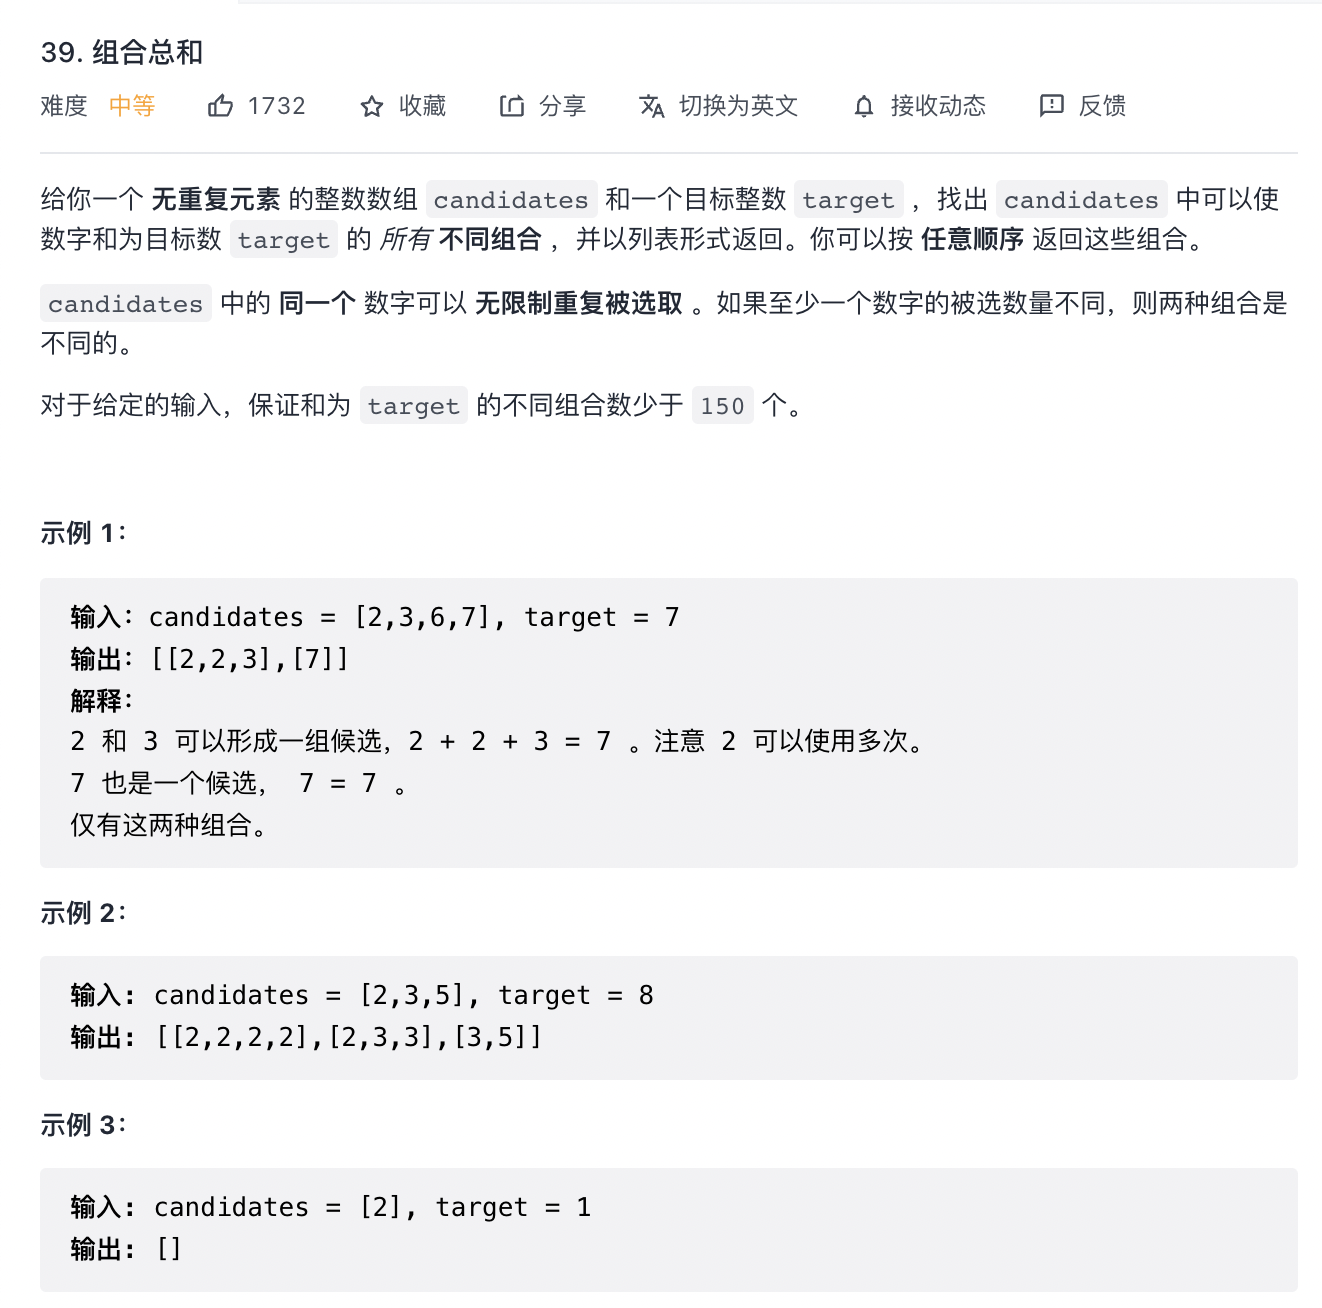 39. 组合总和
难度 中等 1732 收藏 分享 切换为英文 接收动态 反馈
给你一个 无重复元素 的整数数组 candidates 和一个目标整数 target ，找出 candidates 中可以使
数字和为目标数 target 的 所有 不同组合 ，并以列表形式返回。你可以按 任意顺序 返回这些组合。
candidates 中的 同一个 数字可以 无限制重复被选取 。如果至少一个数字的被选数量不同，则两种组合是
不同的。
对于给定的输入，保证和为 target 的不同组合数少于 150 个。
示例 1：
输入：candidates = [2,3,6,7], target = 7
输出：[[2,2,3],[7]]
解释：
2 和 3 可以形成一组候选，2 + 2 + 3 = 7 。注意 2 可以使用多次。
7 也是一个候选， 7 = 7 。
仅有这两种组合。
示例 2：
输入: candidates = [2,3,5], target = 8
输出: [[2,2,2,2],[2,3,3],[3,5]]
示例 3：
输入: candidates = [2], target = 1
输出: []